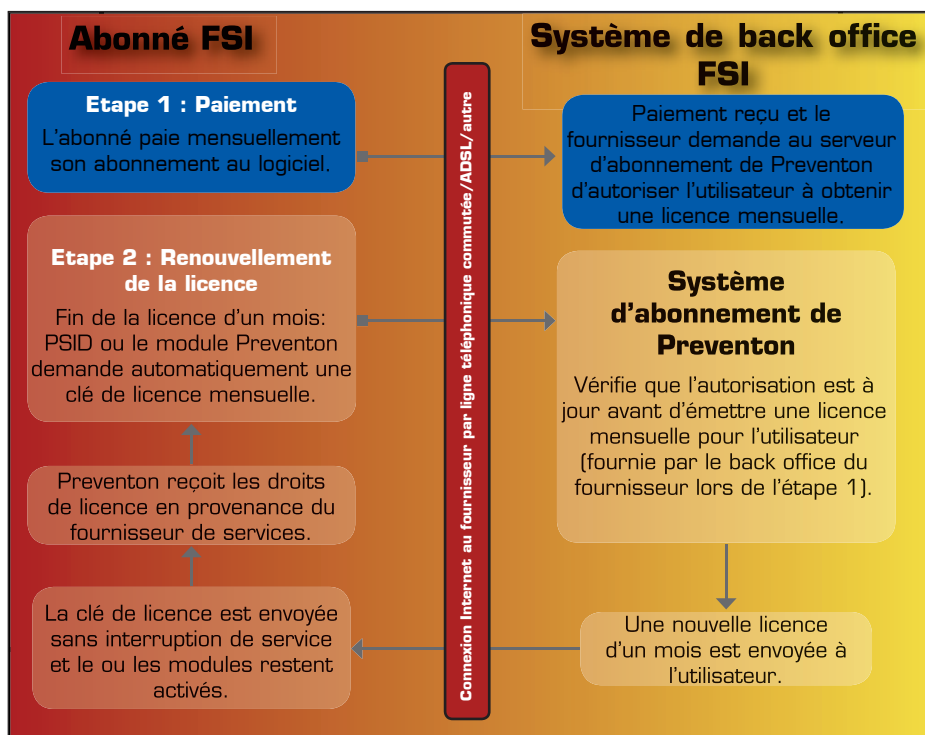 Abonné FSI
Système de back office
FSI
Etape 1 : Paiement
L'abonné paie mensuellement
son abonnement au logiciel.
Paiement reçu et le
fournisseur demande au serveur
d'abonnement de Preventon
d'autoriser l'utilisateur à obtenir
une licence mensuelle.
Etape 2 : Renouvellement
de la licence
Fin de la licence d'un mois:
PSID ou le module Preventon
demande automatiquement une
clé de licence mensuelle.
Système
d'abonnement de
Preventon
Vérifie que l'autorisation est à
jour avant d'émettre une licence
mensuelle pour l'utilisateur
(fournie par le back office du
fournisseur lors de l'étape 1).
Preventon reçoit les droits
de licence en provenance du
fournisseur de services.
La clé de licence est envoyée
sans interruption de service
et le ou les modules restent
activés.
Une nouvelle licence
d'un mois est envoyée à
l'utilisateur.
Connexion Internet au fournisseur par ligne téléphonique commutée/ADSL/autre